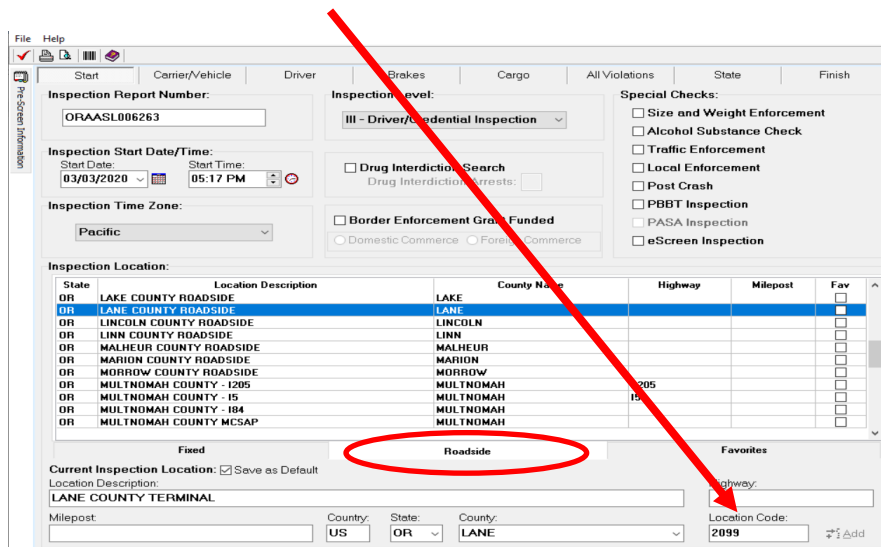 File Help
Start Carrier/Vehicle Driver Brakes Cargo All Violations State Finish
Pre-Screen Information
Inspection Report Number:
ORAASL006263
Inspection Level:
III - Driver/Credential Inspection
Special Checks:
Size and Weight Enforcement
Alcohol Substance Check
Traffic Enforcement
Local Enforcement
Post Crash
PBBT Inspection
PASA Inspection
eScreen Inspection
Inspection Start Date/Time:
Start Date: Start Time:
03/03/2020 05:17 PM
Drug Interdiction Search
Drug Interdiction Arrests:
Inspection Time Zone:
Pacific
Border Enforcement Grant Funded
Domestic Commerce Foreign Commerce
Inspection Location:
State Location Description County Name Highway Milepost Fav
OR LAKE COUNTY ROADSIDE LAKE
OR LANE COUNTY ROADSIDE LANE
OR LINCOLN COUNTY ROADSIDE LINCOLN
OR LINN COUNTY ROADSIDE LINN
OR MALHEUR COUNTY ROADSIDE MALHEUR
OR MARION COUNTY ROADSIDE MARION
OR MORROW COUNTY ROADSIDE MORROW
OR MULTNOMAH COUNTY - I205 MULTNOMAH I205
OR MULTNOMAH COUNTY - I5 MULTNOMAH I5
OR MULTNOMAH COUNTY - I84 MULTNOMAH
OR MULTNOMAH COUNTY MCSAP MULTNOMAH
Fixed Roadside Favorites
Current Inspection Location: Save as Default
Location Description: Highway:
LANE COUNTY TERMINAL
Milepost: Country: State: County: Location Code:
US OR LANE 2099 Add